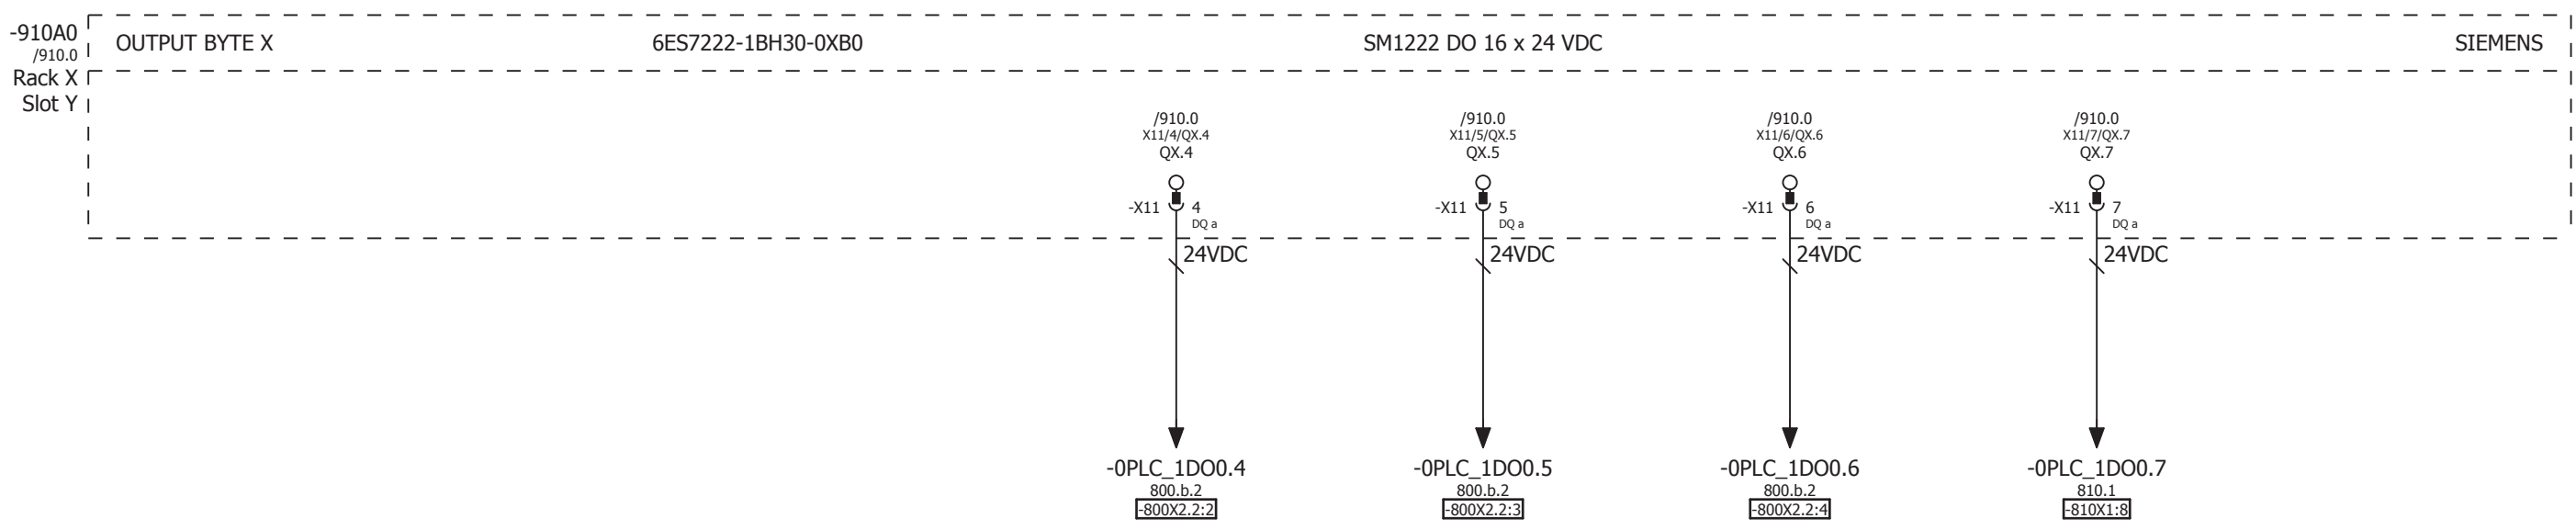 -910A0
/910.0
Rack X
Slot Y
OUTPUT BYTE X 6ES7222-1BH30-0XB0 SM1222 DO 16 x 24 VDC SIEMENS
/910.0 /910.0 /910.0 /910.0
X11/4/QX.4 X11/5/QX.5 X11/6/QX.6 X11/7/QX.7
QX.4 QX.5 QX.6 QX.7
-X11 4 -X11 5 -X11 6 -X11 7
DQ a DQ a DQ a DQ a
24VDC 24VDC 24VDC 24VDC
-0PLC_1DO0.4 -0PLC_1DO0.5 -0PLC_1DO0.6 -0PLC_1DO0.7
800.b.2 800.b.2 800.b.2 810.1
-800X2.2:2 -800X2.2:3 -800X2.2:4 -810X1:8